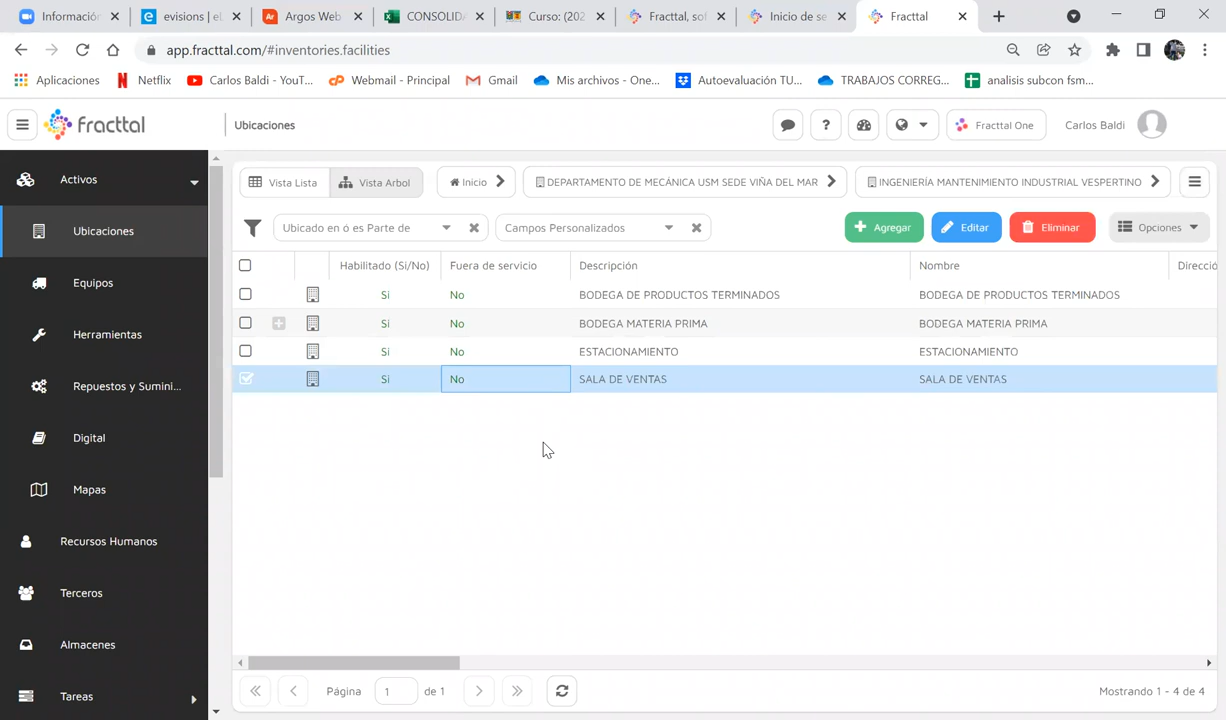 Información
evisions | eL
Argos Web
CONSOLIDA
Curso: (202
Fracttal, so
Inicio de se
Fracttal
app.fracttal.com/#inventories.facilities
Aplicaciones
Netflix
Carlos Baldi - YouT...
Webmail - Principal
Gmail
Mis archivos - One...
Autoevaluación TU...
TRABAJOS CORREG...
analisis subcon fsm...
fracttal
Ubicaciones
?
Fracttal One
Carlos Baldi
Activos
Ubicaciones
Equipos
Herramientas
Repuestos y Sumini...
Digital
Mapas
Recursos Humanos
Terceros
Almacenes
Tareas
Vista Lista
Vista Arbol
Inicio
DEPARTAMENTO DE MECÁNICA USM SEDE VIÑA DEL MAR
INGENIERÍA MANTENIMIENTO INDUSTRIAL VESPERTINO
Ubicado en ó es Parte de
Campos Personalizados
Agregar
Editar
Eliminar
Opciones
Habilitado (Si/No) Fuera de servicio Descripción Nombre Direcció
Si No BODEGA DE PRODUCTOS TERMINADOS BODEGA DE PRODUCTOS TERMINADOS
Si No BODEGA MATERIA PRIMA BODEGA MATERIA PRIMA
Si No ESTACIONAMIENTO ESTACIONAMIENTO
Si No SALA DE VENTAS SALA DE VENTAS
Página 1 de 1
Mostrando 1 - 4 de 4